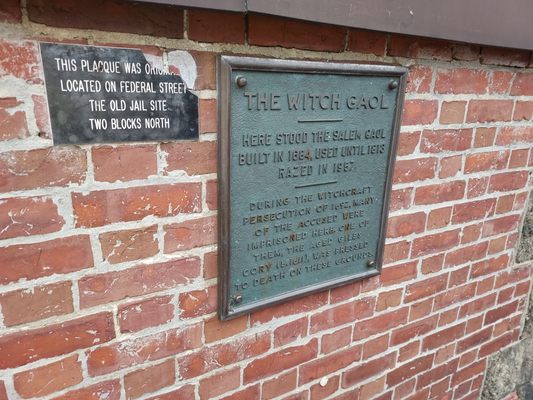 THIS PLACQUE WAS
LOCATED ON FEDERAL STREET
THE OLD JAIL SITE
TWO BLOCKS NORTH
THE WITCH GAOL
HERE STOOD THE SALEM GAOL
BUILT IN 1684, USED UNTIL 1813
RAZED IN 1957.
DURING THE WITCHCRAFT
PERSECUTION OF 1692, MANY
OF THE ACCUSED WERE
IMPRISONED HERE. ONE OF
THEM, THE AGED GILES
CORY WAS PRESSED
TO DEATH ON THESE GROUNDS.